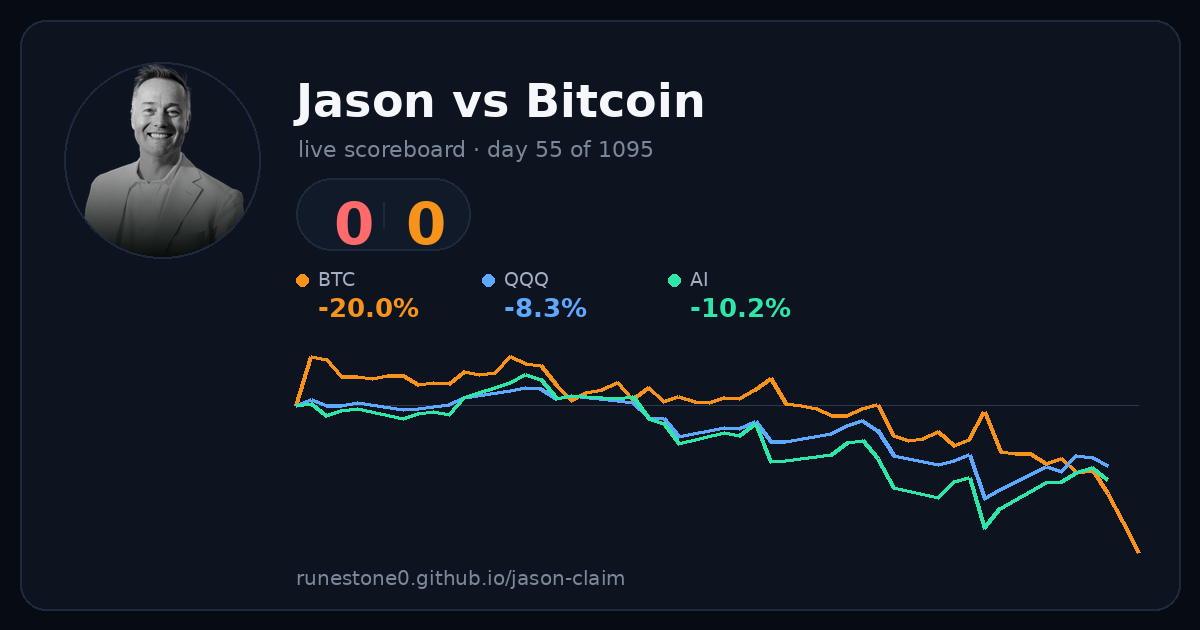 Jason vs Bitcoin
live scoreboard · day 55 of 1095
0 0
BTC QQQ AI
-20.0% -8.3% -10.2%
runestone0.github.io/jason-claim